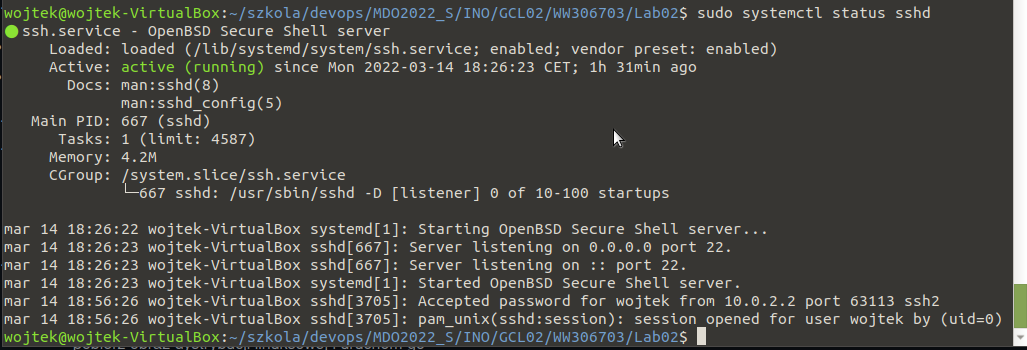 wojtek@wojtek-VirtualBox:~/szkola/devops/MDO2022_S/INO/GCL02/WW306703/Lab02$ sudo systemctl status sshd
● ssh.service - OpenBSD Secure Shell server
Loaded: loaded (/lib/systemd/system/ssh.service; enabled; vendor preset: enabled)
Active: active (running) since Mon 2022-03-14 18:26:23 CET; 1h 31min ago
Docs: man:sshd(8)
man:sshd_config(5)
Main PID: 667 (sshd)
Tasks: 1 (limit: 4587)
Memory: 4.2M
CGroup: /system.slice/ssh.service
└─667 sshd: /usr/sbin/sshd -D [listener] 0 of 10-100 startups
mar 14 18:26:22 wojtek-VirtualBox systemd[1]: Starting OpenBSD Secure Shell server...
mar 14 18:26:23 wojtek-VirtualBox sshd[667]: Server listening on 0.0.0.0 port 22.
mar 14 18:26:23 wojtek-VirtualBox sshd[667]: Server listening on :: port 22.
mar 14 18:26:23 wojtek-VirtualBox systemd[1]: Started OpenBSD Secure Shell server.
mar 14 18:56:26 wojtek-VirtualBox sshd[3705]: Accepted password for wojtek from 10.0.2.2 port 63113 ssh2
mar 14 18:56:26 wojtek-VirtualBox sshd[3705]: pam_unix(sshd:session): session opened for user wojtek by (uid=0)
wojtek@wojtek-VirtualBox:~/szkola/devops/MDO2022_S/INO/GCL02/WW306703/Lab02$